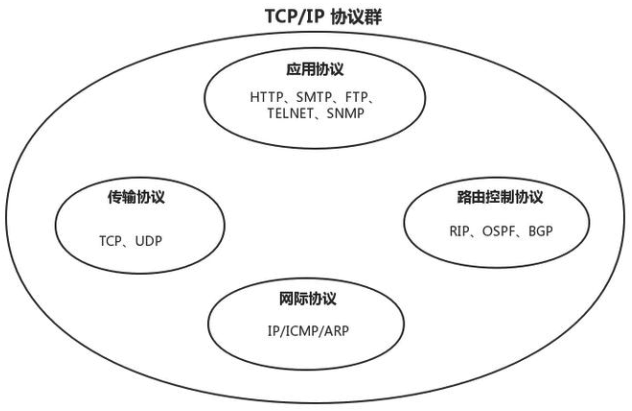 TCP/IP 协议群
应用协议
HTTP、SMTP、FTP、
TELNET、SNMP
传输协议
TCP、UDP
路由控制协议
RIP、OSPF、BGP
网际协议
IP/ICMP/ARP